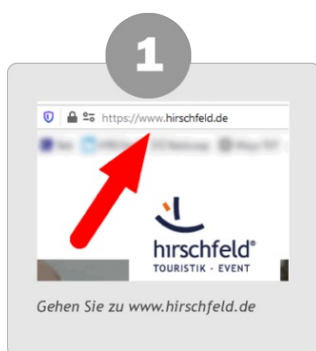 1
https://www.hirschfeld.de
hirschfeld®
TOURISTIK · EVENT
Gehen Sie zu www.hirschfeld.de